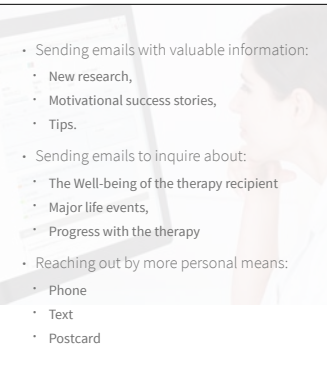 • Sending emails with valuable information:
• New research,
• Motivational success stories,
• Tips.
• Sending emails to inquire about:
• The Well-being of the therapy recipient
• Major life events,
• Progress with the therapy
• Reaching out by more personal means:
• Phone
• Text
• Postcard